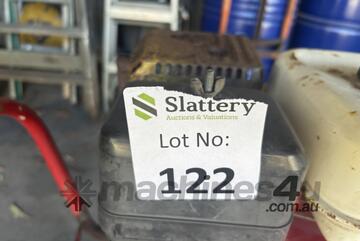 Slattery
Auctions & Valuations
Lot No:
122
machines4u
.com.au